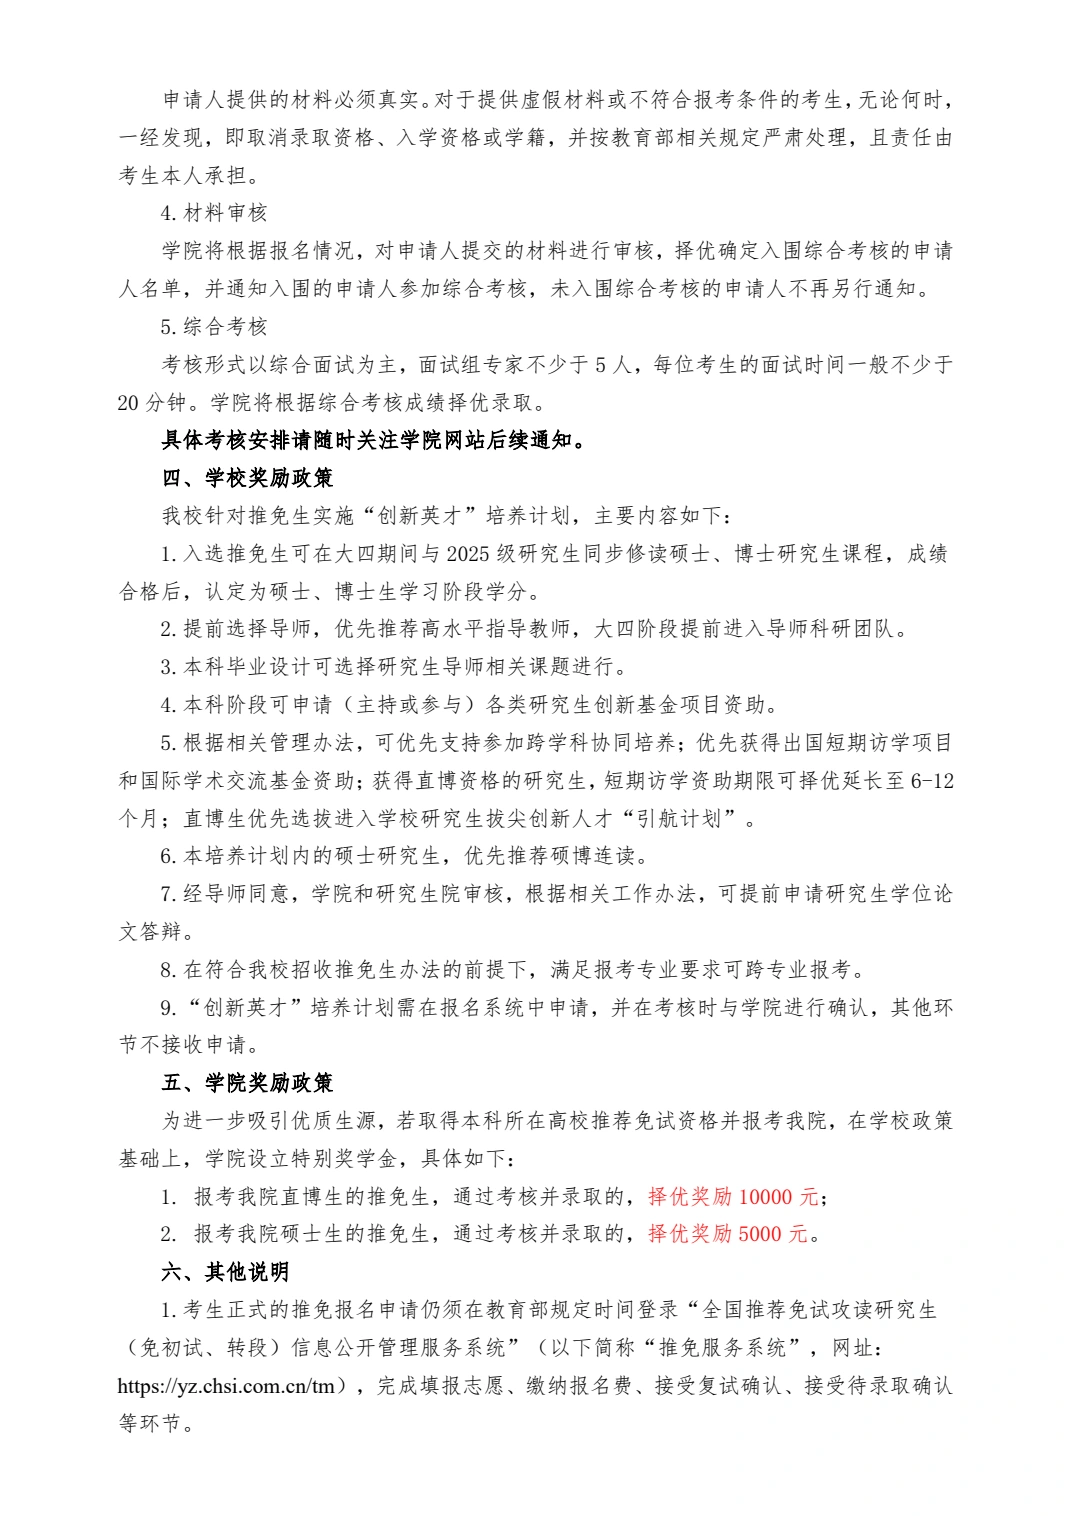 申请人提供的材料必须真实。对于提供虚假材料或不符合报考条件的考生，无论何时，
一经发现，即取消录取资格、入学资格或学籍，并按教育部相关规定严肃处理，且责任由
考生本人承担。
4.材料审核
学院将根据报名情况，对申请人提交的材料进行审核，择优确定入围综合考核的申请
人名单，并通知入围的申请人参加综合考核，未入围综合考核的申请人不再另行通知。
5.综合考核
考核形式以综合面试为主，面试组专家不少于 5 人，每位考生的面试时间一般不少于
20 分钟。学院将根据综合考核成绩择优录取。
具体考核安排请随时关注学院网站后续通知。
四、学校奖励政策
我校针对推免生实施“创新英才”培养计划，主要内容如下：
1.入选推免生可在大四期间与 2025 级研究生同步修读硕士、博士研究生课程，成绩
合格后，认定为硕士、博士生学习阶段学分。
2.提前选择导师，优先推荐高水平指导教师，大四阶段提前进入导师科研团队。
3.本科毕业设计可选择研究生导师相关课题进行。
4.本科阶段可申请（主持或参与）各类研究生创新基金项目资助。
5.根据相关管理办法，可优先支持参加跨学科协同培养；优先获得出国短期访学项目
和国际学术交流基金资助；获得直博资格的研究生，短期访学资助期限可择优延长至 6-12
个月；直博生优先选拔进入学校研究生拔尖创新人才“引航计划”。
6.本培养计划内的硕士研究生，优先推荐硕博连读。
7.经导师同意，学院和研究生院审核，根据相关工作办法，可提前申请研究生学位论
文答辩。
8.在符合我校招收推免生办法的前提下，满足报考专业要求可跨专业报考。
9.“创新英才”培养计划需在报名系统中申请，并在考核时与学院进行确认，其他环
节不接收申请。
五、学院奖励政策
为进一步吸引优质生源，若取得本科所在高校推荐免试资格并报考我院，在学校政策
基础上，学院设立特别奖学金，具体如下：
1. 报考我院直博生的推免生，通过考核并录取的，择优奖励 10000 元；
2. 报考我院硕士生的推免生，通过考核并录取的，择优奖励 5000 元。
六、其他说明
1.考生正式的推免报名申请仍须在教育部规定时间登录“全国推荐免试攻读研究生
（免初试、转段）信息公开管理服务系统”（以下简称“推免服务系统”，网址：
https://yz.chsi.com.cn/tm），完成填报志愿、缴纳报名费、接受复试确认、接受待录取确认
等环节。